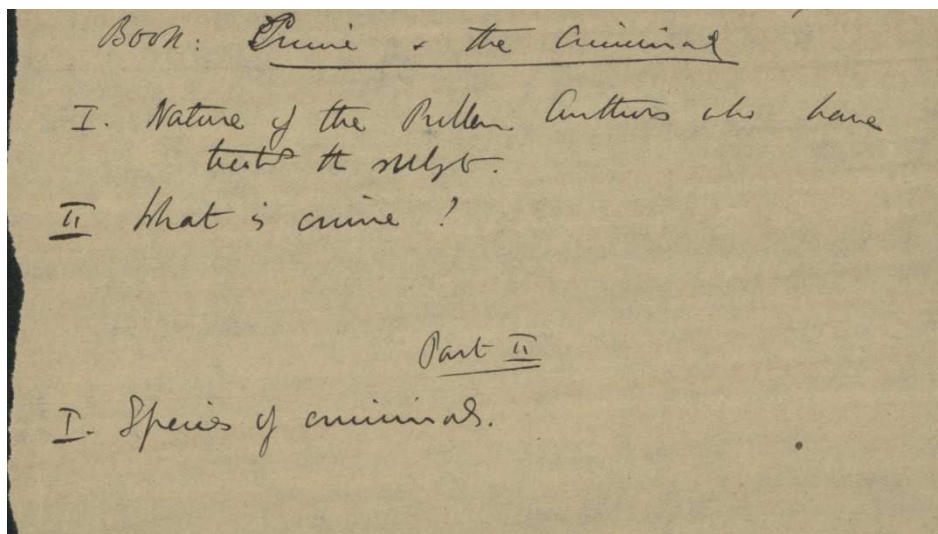 Book: Crime & the Criminal
I. Nature of the Problem Authors who have
treated the subjt.
II What is crime?
Part II
I. Species of criminals.